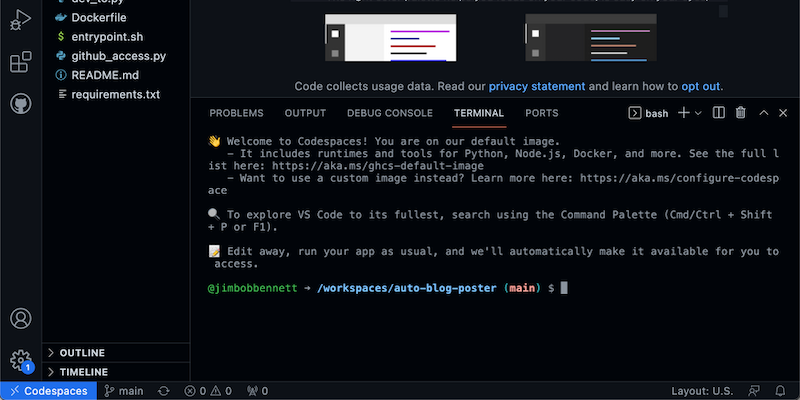 dev_to.py
Dockerfile
$ entrypoint.sh
github_access.py
README.md
requirements.txt
Code collects usage data. Read our privacy statement and learn how to opt out.
PROBLEMS OUTPUT DEBUG CONSOLE TERMINAL PORTS bash
👋 Welcome to Codespaces! You are on our default image.
- It includes runtimes and tools for Python, Node.js, Docker, and more. See the full l
ist here: https://aka.ms/ghcs-default-image
- Want to use a custom image instead? Learn more here: https://aka.ms/configure-codesp
ace
🔍 To explore VS Code to its fullest, search using the Command Palette (Cmd/Ctrl + Shift
+ P or F1).
📝 Edit away, run your app as usual, and we'll automatically make it available for you to
access.
@jimbobbennett ➜ /workspaces/auto-blog-poster (main) $
OUTLINE
TIMELINE
1
Codespaces main 0 0 0 Layout: U.S.